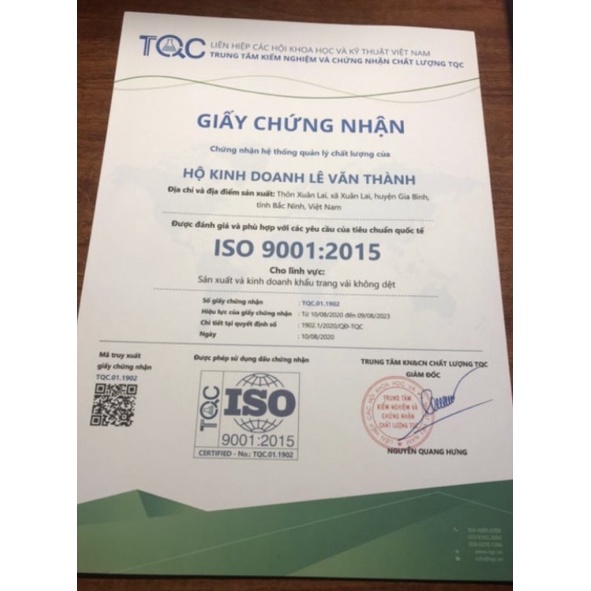 TQC
LIÊN HIỆP CÁC HỘI KHOA HỌC VÀ KỸ THUẬT VIỆT NAM
TRUNG TÂM KIỂM NGHIỆM VÀ CHỨNG NHẬN CHẤT LƯỢNG TQC
GIẤY CHỨNG NHẬN
Chứng nhận hệ thống quản lý chất lượng của
HỘ KINH DOANH LÊ VĂN THÀNH
Địa chỉ và địa điểm sản xuất: Thôn Xuân Lai, xã Xuân Lai, huyện Gia Bình,
tỉnh Bắc Ninh, Việt Nam
Được đánh giá và phù hợp với các yêu cầu của tiêu chuẩn quốc tế
ISO 9001:2015
Cho lĩnh vực:
Sản xuất và kinh doanh khẩu trang vải không dệt
Số giấy chứng nhận : TQC.01.1902
Hiệu lực của giấy chứng nhận : Từ 10/08/2020 đến 09/08/2023
Chi tiết tại quyết định số : 1902.1/2020/QĐ-TQC
Ngày : 10/08/2020
Mã truy xuất
giấy chứng nhận
TQC.01.1902
Được phép sử dụng dấu chứng nhận
TQC
ISO
9001:2015
CERTIFIED - No.: TQC.01.1902
TRUNG TÂM KN&CN CHẤT LƯỢNG TQC
GIÁM ĐỐC
TRUNG TÂM
KIỂM NGHIỆM VÀ
CHỨNG NHẬN
CHẤT LƯỢNG TQC
NGUYỄN QUANG HƯNG